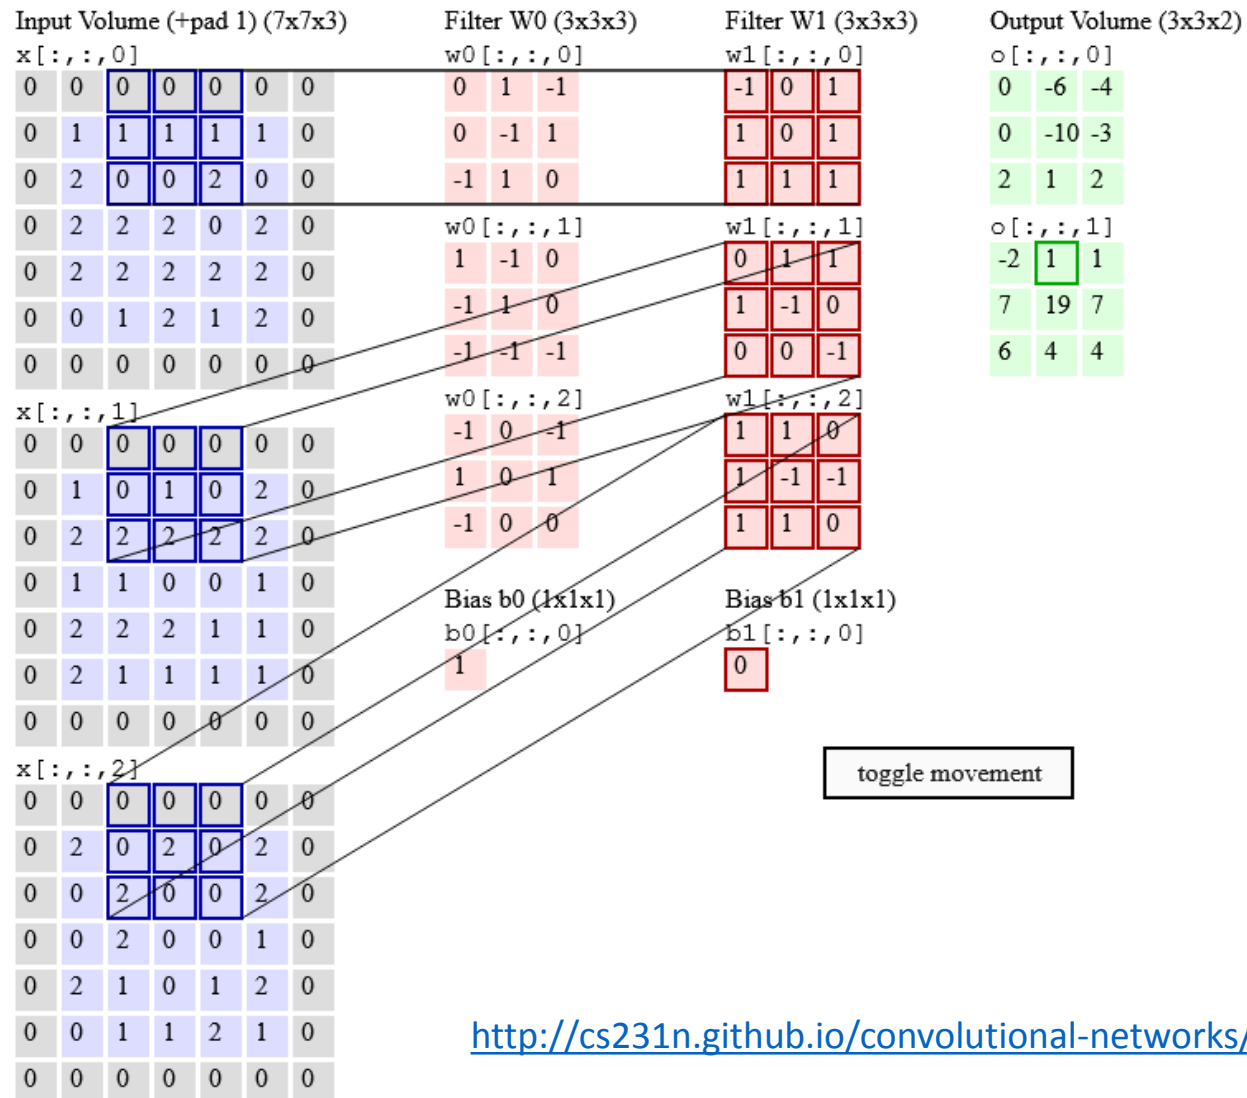 Input Volume (+pad 1) (7x7x3)
x[:,:,0]
0 0 0 0 0 0 0
0 1 1 1 1 1 0
0 2 0 0 2 0 0
0 2 2 2 0 2 0
0 2 2 2 2 2 0
0 0 1 2 1 2 0
0 0 0 0 0 0 0
x[:,:,1]
0 0 0 0 0 0 0
0 1 0 1 0 2 0
0 2 2 2 2 2 0
0 1 1 0 0 1 0
0 2 2 2 1 1 0
0 2 1 1 1 1 0
0 0 0 0 0 0 0
x[:,:,2]
0 0 0 0 0 0 0
0 2 0 2 0 2 0
0 0 2 0 0 2 0
0 0 2 0 0 1 0
0 2 1 0 1 2 0
0 0 1 1 2 1 0
0 0 0 0 0 0 0
Filter W0 (3x3x3)
w0[:,:,0]
0 1 -1
0 -1 1
-1 1 0
w0[:,:,1]
1 -1 0
-1 1 0
-1 -1 -1
w0[:,:,2]
-1 0 -1
1 0 1
-1 0 0
Bias b0 (1x1x1)
b0[:,:,0]
1
Filter W1 (3x3x3)
w1[:,:,0]
-1 0 1
1 0 1
1 1 1
w1[:,:,1]
0 1 1
1 -1 0
0 0 -1
w1[:,:,2]
1 1 0
1 -1 -1
1 1 0
Bias b1 (1x1x1)
b1[:,:,0]
0
Output Volume (3x3x2)
o[:,:,0]
0 -6 -4
0 -10 -3
2 1 2
o[:,:,1]
-2 1 1
7 19 7
6 4 4
toggle movement
http://cs231n.github.io/convolutional-networks/